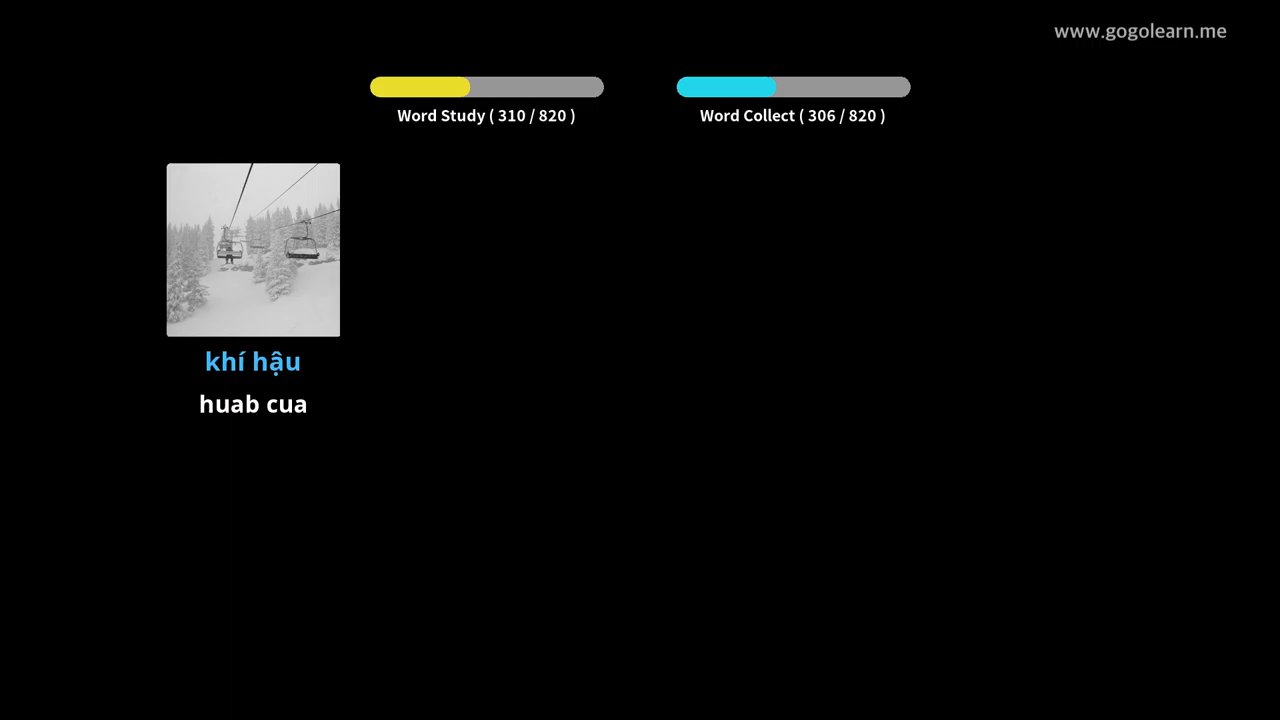 www.gogolearn.me
Word Study ( 310 / 820 )
Word Collect ( 306 / 820 )
khí hậu
huab cua